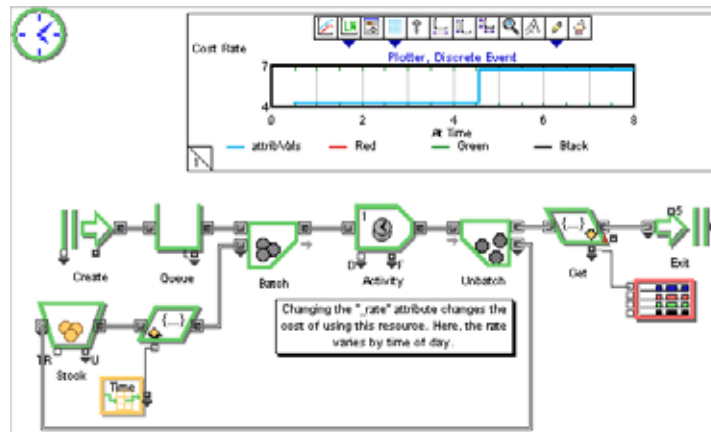 Cost Rate
Plotter, Discrete Event
7
4
0 2 4 6 8
At Time
attribVals Red Green Black
1
1
5
{...}
Create Queue Batch Activity Unbatch Get Exit
D F
Changing the "_rate" attribute changes the
cost of using this resource. Here, the rate
varies by time of day.
{...}
TR U
Stock
Time